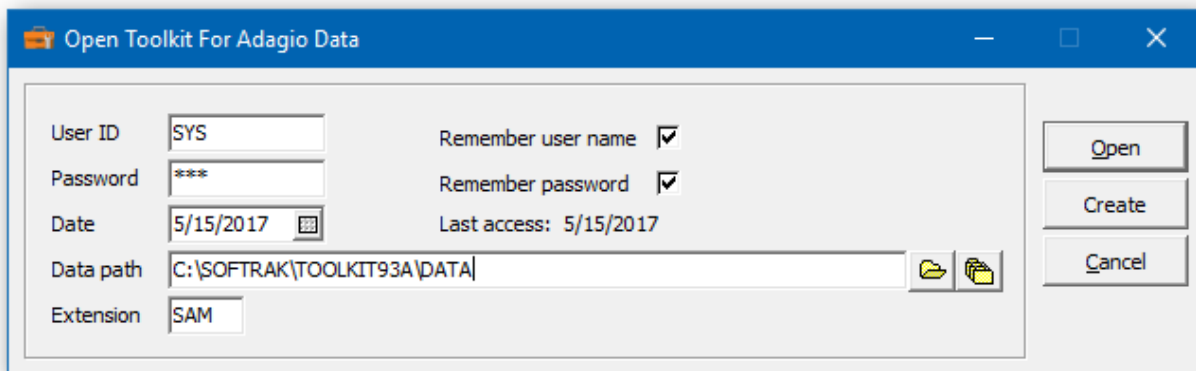 Open Toolkit For Adagio Data
User ID SYS Remember user name
Password *** Remember password
Date 5/15/2017 Last access: 5/15/2017
Data path C:\SOFTRAK\TOOLKIT93A\DATA
Extension SAM
Open
Create
Cancel